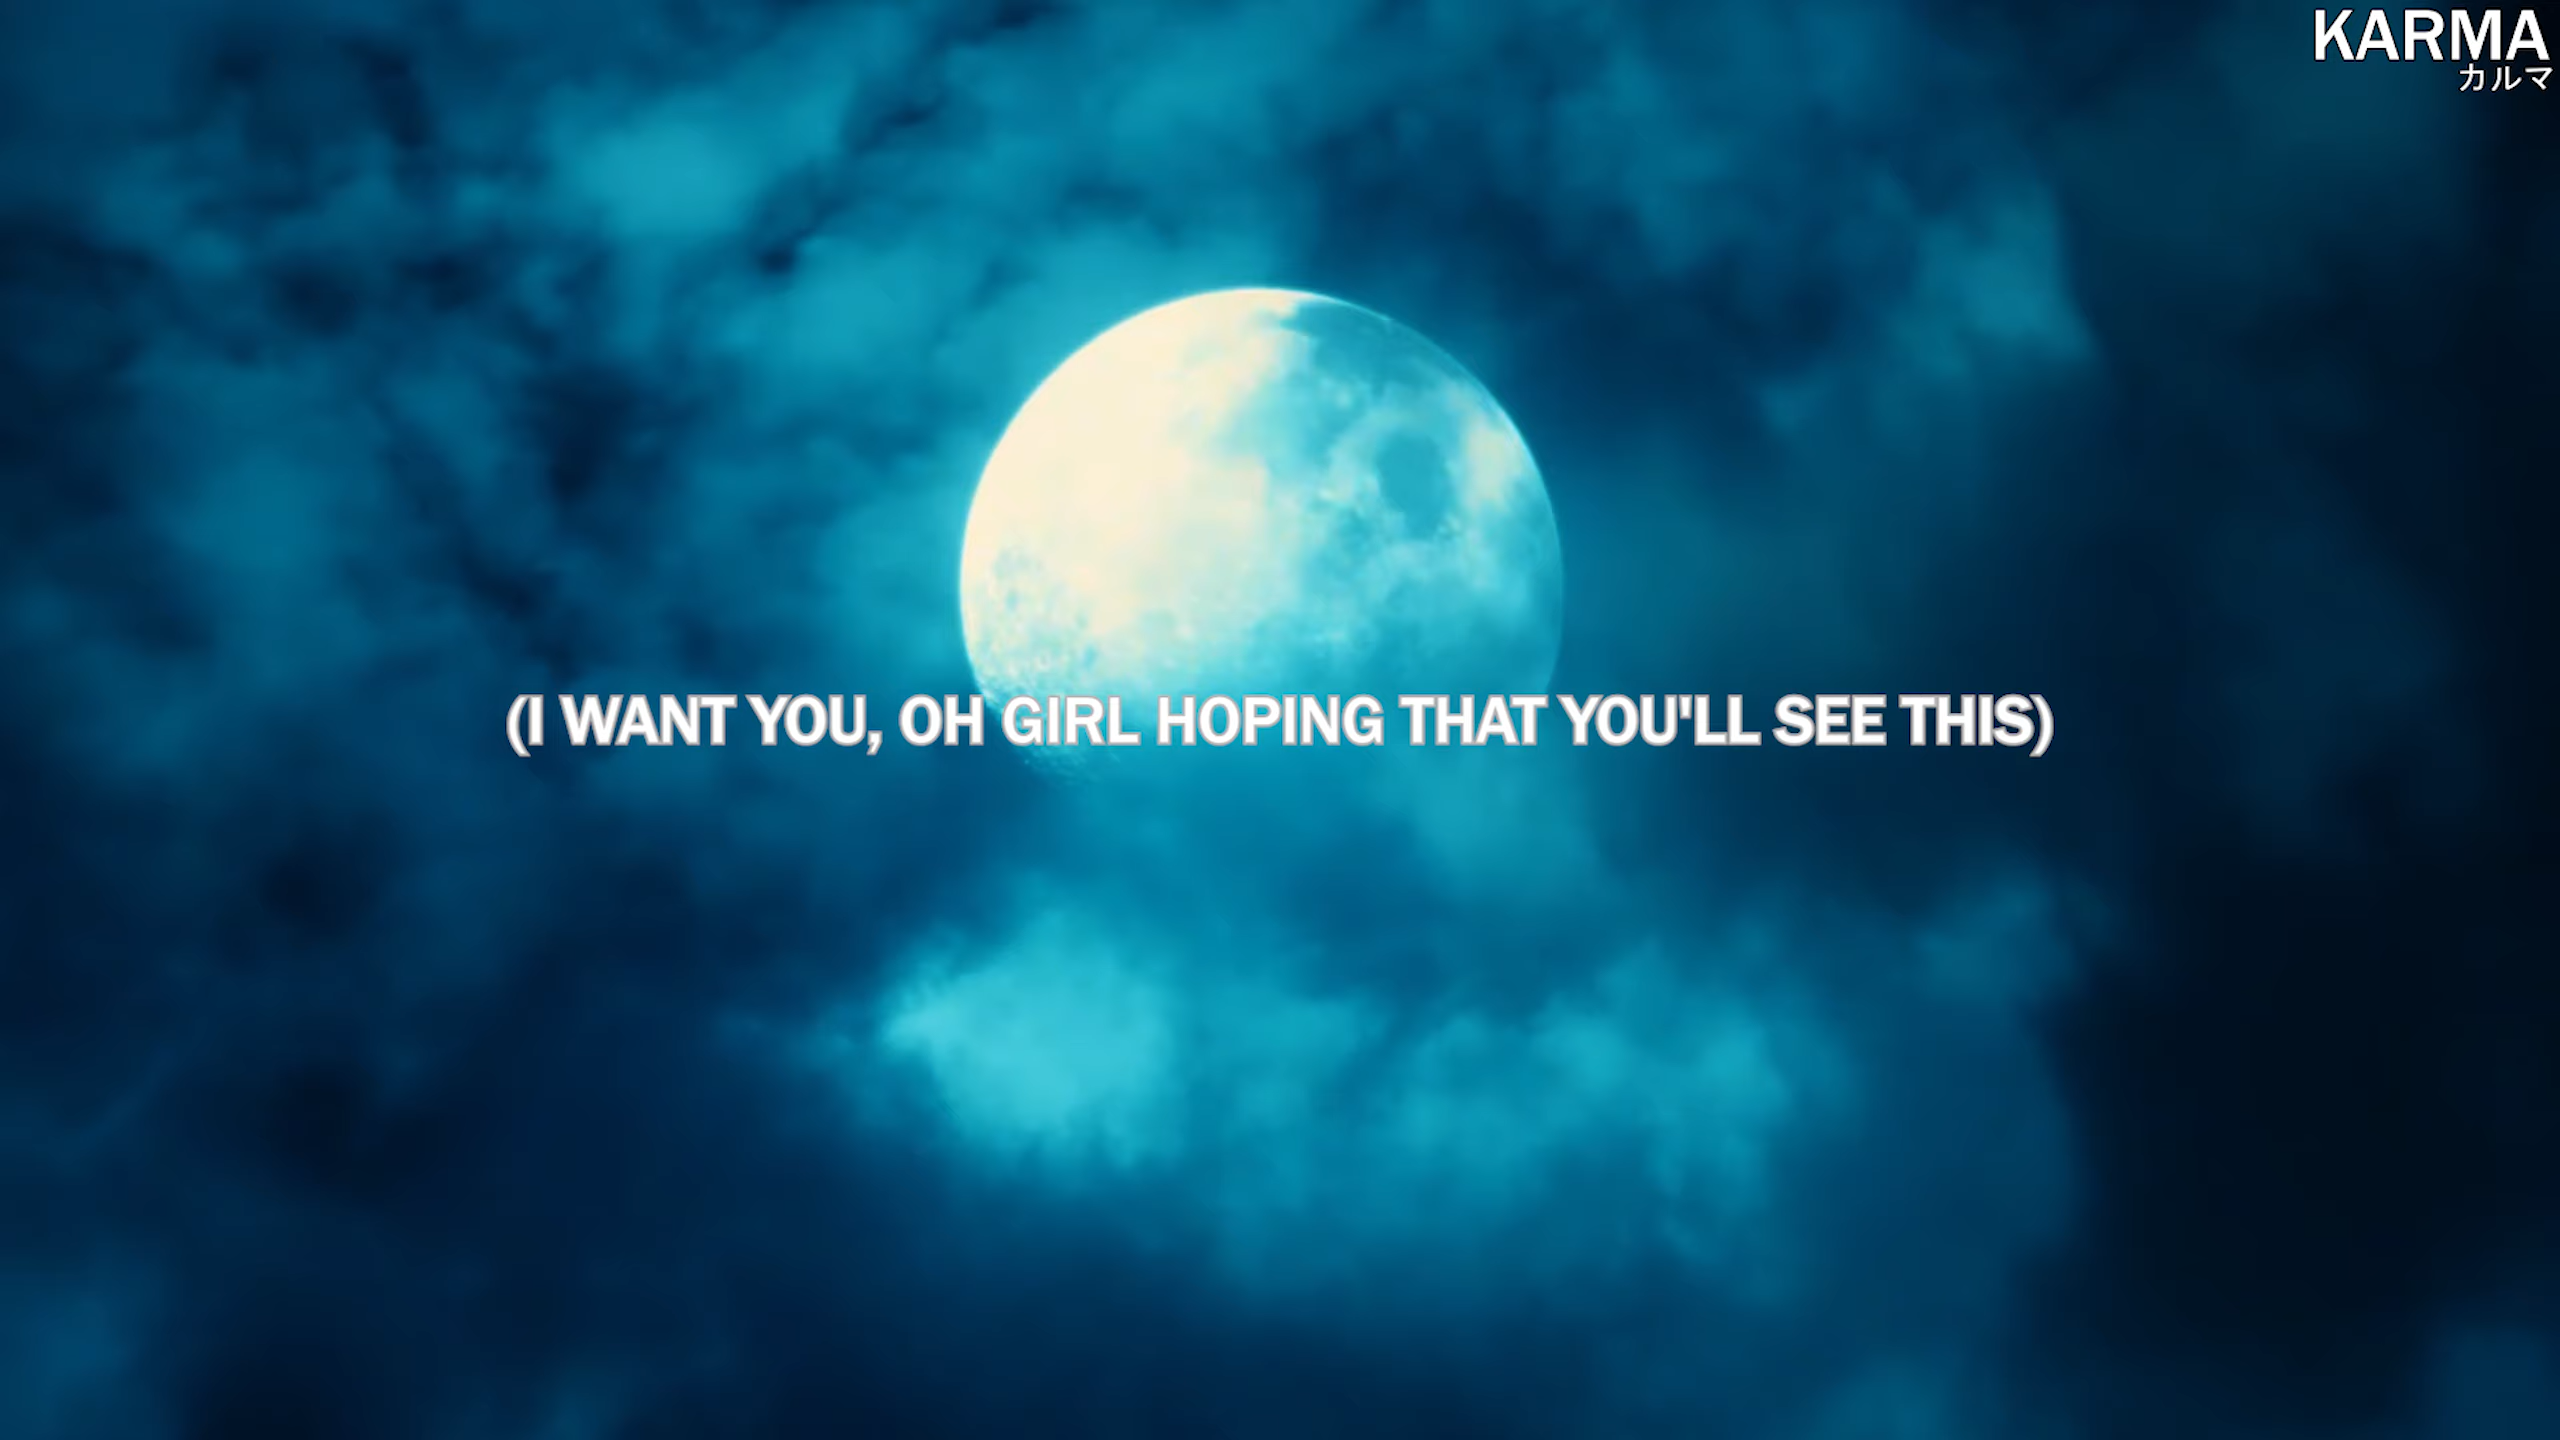 KARMA
カルマ
(I WANT YOU, OH GIRL HOPING THAT YOU'LL SEE THIS)